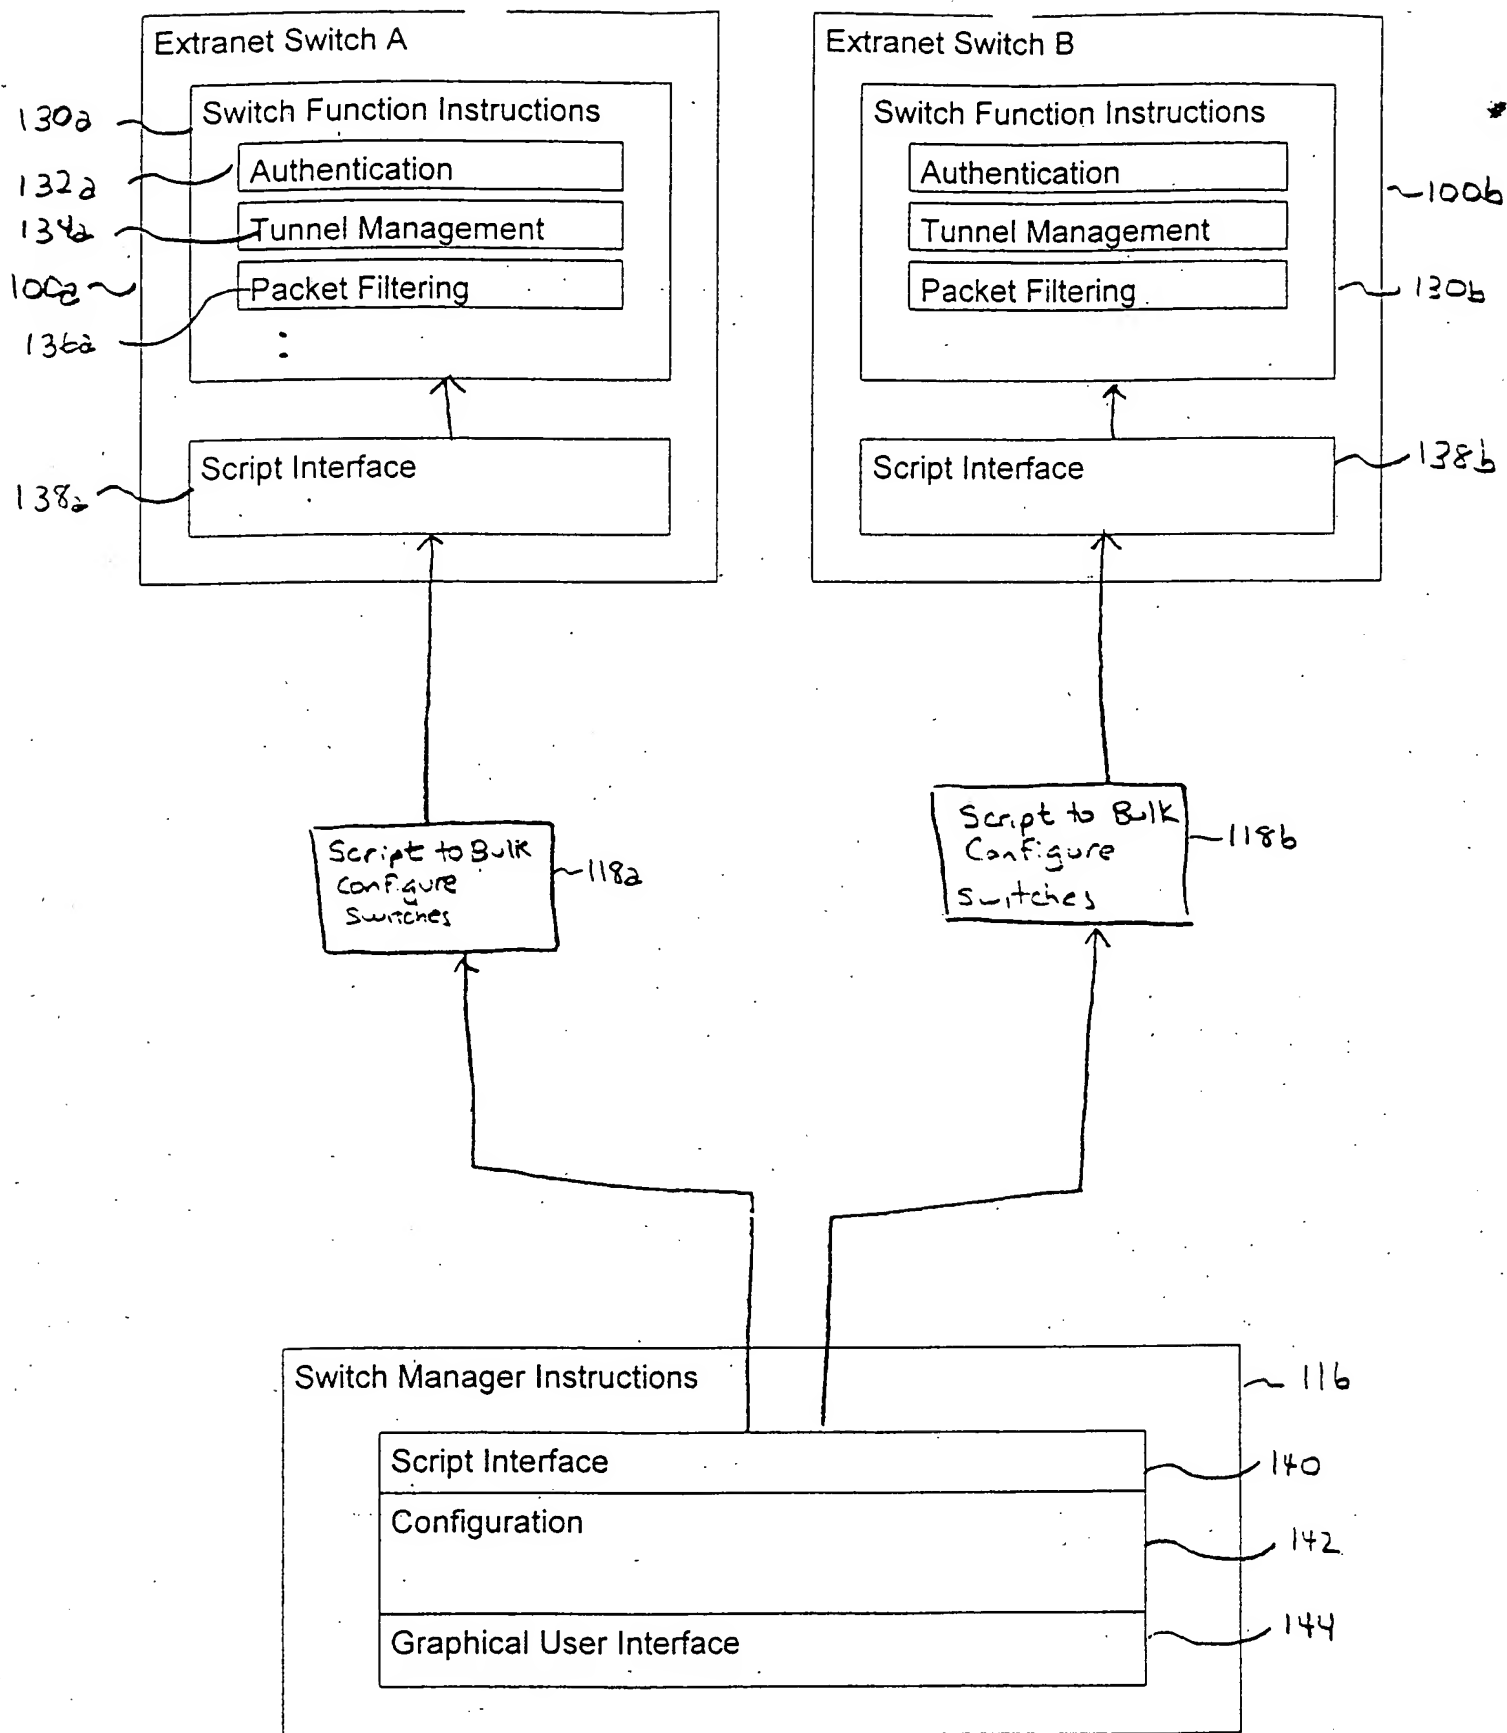 Extranet Switch A
Switch Function Instructions
130a
Authentication
132a
Tunnel Management
134a
Packet Filtering
100a
136a
:
Script Interface
138a
Extranet Switch B
Switch Function Instructions
Authentication
100b
Tunnel Management
Packet Filtering
130b
Script Interface
138b
Script to Bulk
Configure
Switches
118a
Script to Bulk
Configure
Switches
118b
Switch Manager Instructions
116
Script Interface
140
Configuration
142
Graphical User Interface
144